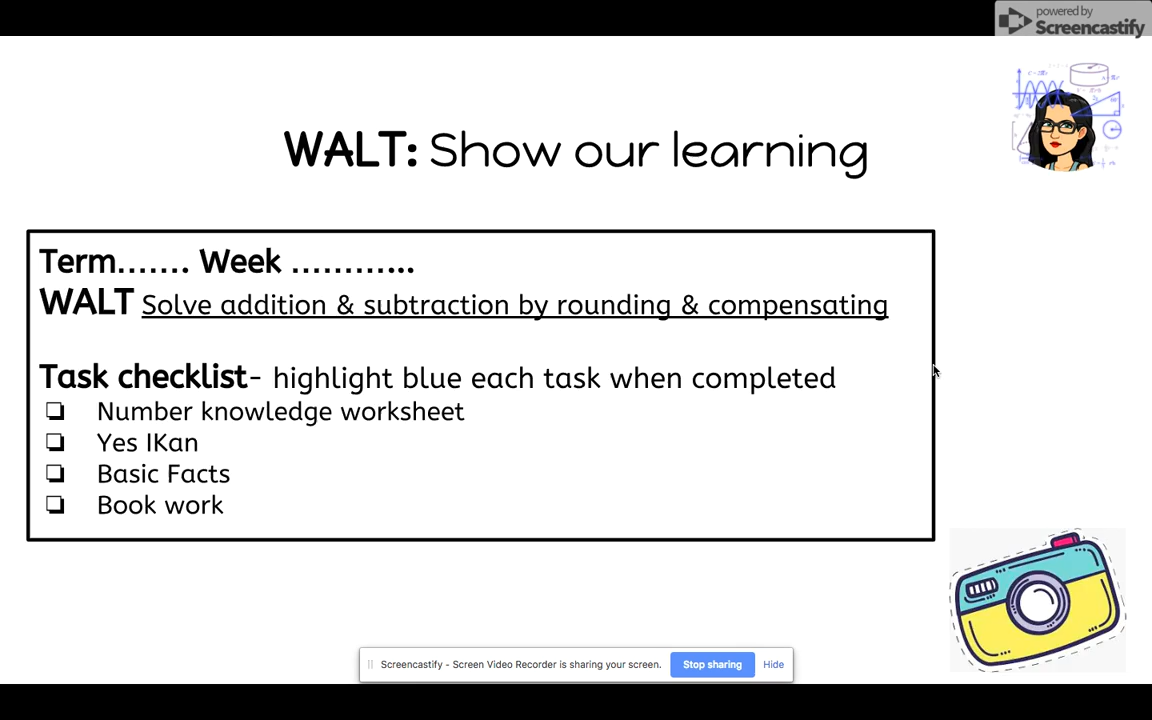 powered by
Screencastify
WALT: Show our learning
Term....... Week ............
WALT Solve addition & subtraction by rounding & compensating
Task checklist- highlight blue each task when completed
❏ Number knowledge worksheet
❏ Yes IKan
❏ Basic Facts
❏ Book work
Screencastify - Screen Video Recorder is sharing your screen. Stop sharing Hide